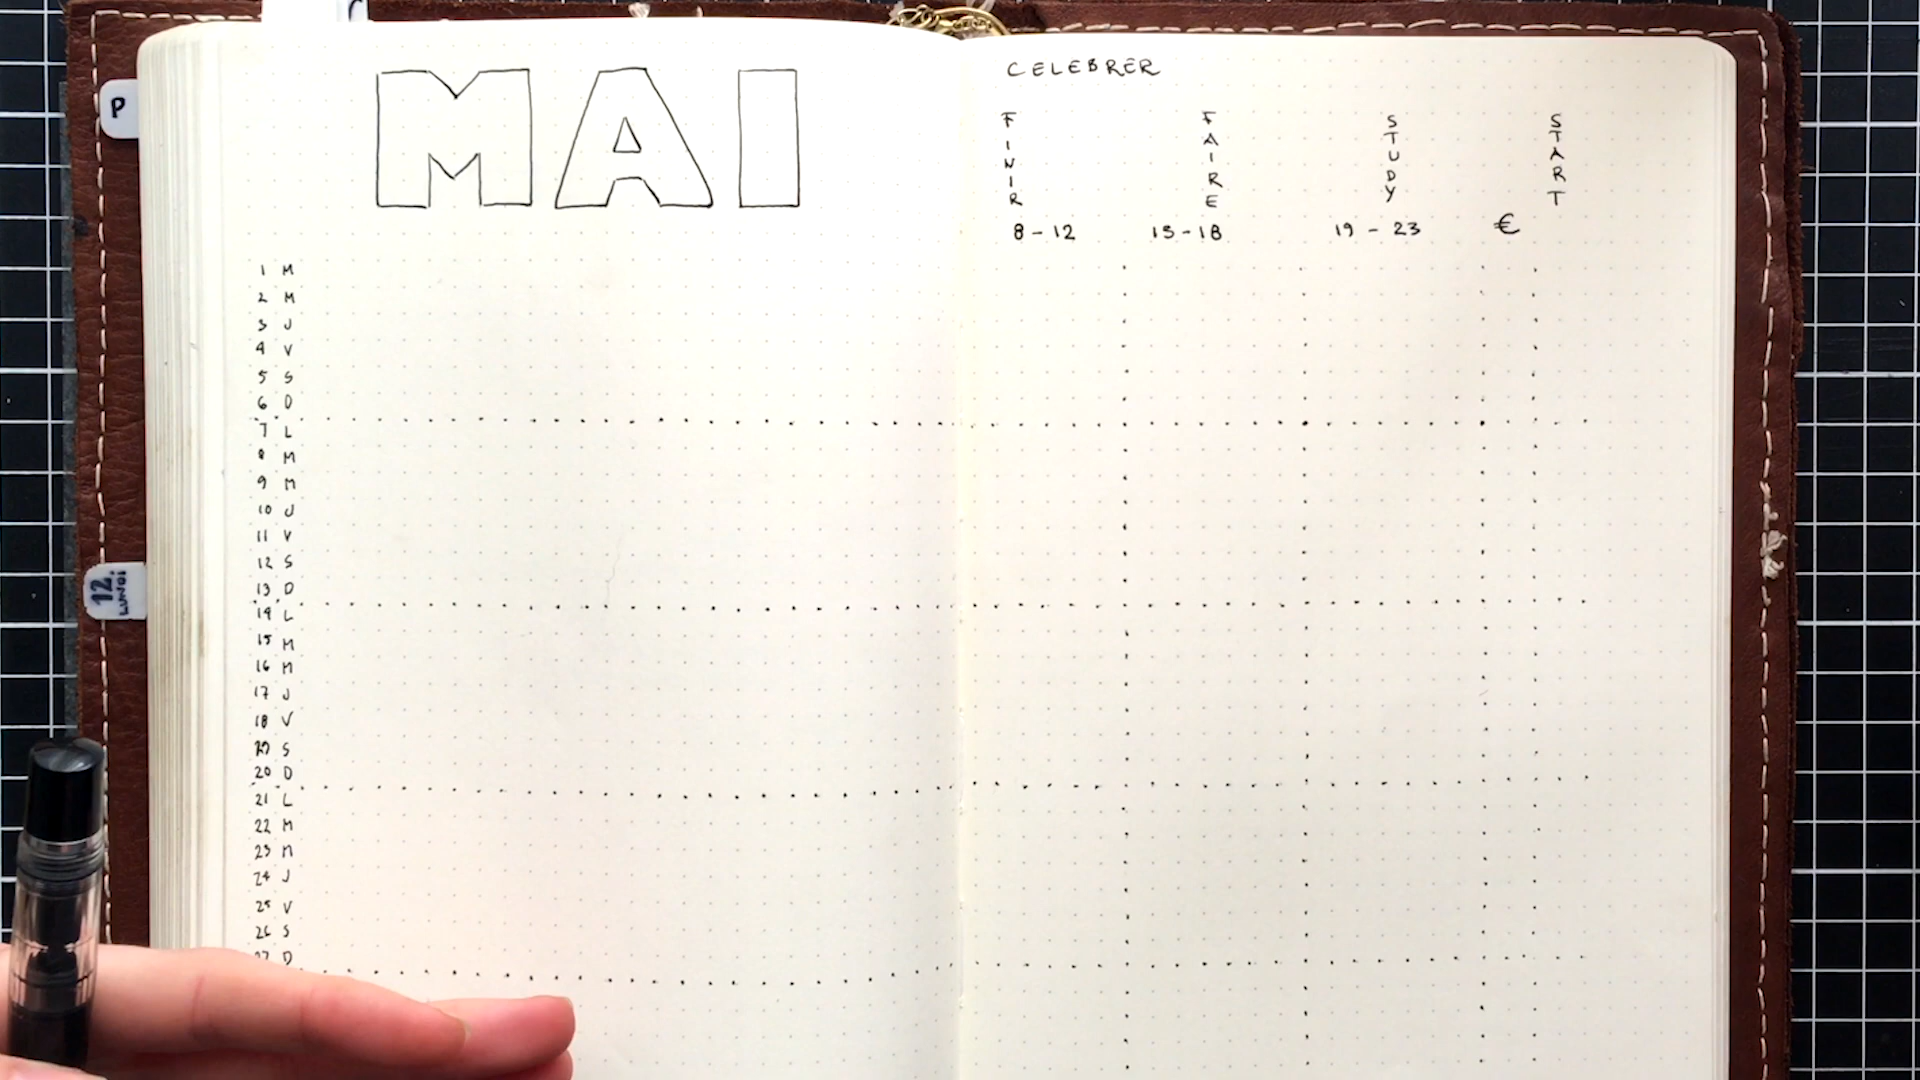 P
12
LUNDI
MAI
1 M
2 M
3 J
4 V
5 S
6 D
7 L
8 M
9 M
10 J
11 V
12 S
13 D
14 L
15 M
16 M
17 J
18 V
S
20 D
21 L
22 M
23 M
24 J
25 V
26 S
27 D
CELEBRER
FINIR
FAIRE
STUDY
START
8 - 12
15 - 18
19 - 23
€